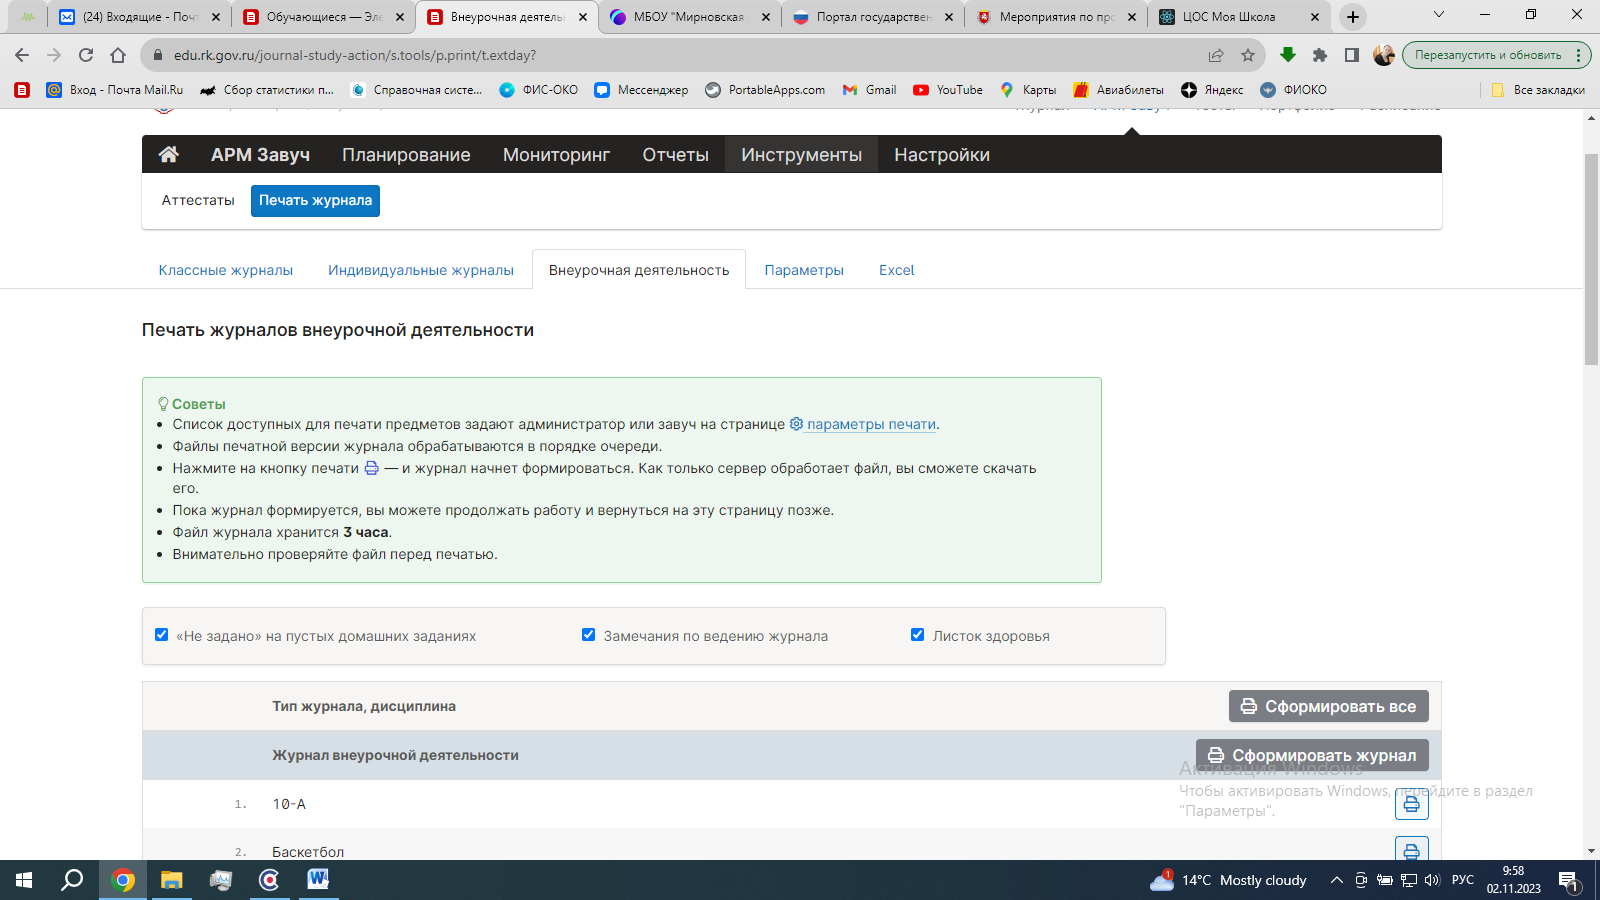 (24) Входящие - Почт
Обучающиеся — Эле
Внеурочная деятель
МБОУ "Мирновская
Портал государствен
Мероприятия по про
ЦОС Моя Школа
edu.rk.gov.ru/journal-study-action/s.tools/p.print/t.extday?
Перезапустить и обновить
Вход - Почта Mail.Ru
Сбор статистики п...
Справочная систе...
ФИС-ОКО
Мессенджер
PortableApps.com
Gmail
YouTube
Карты
Авиабилеты
Яндекс
ФИОКО
Все закладки
АРМ Завуч Планирование Мониторинг Отчеты Инструменты Настройки
Аттестаты Печать журнала
Классные журналы Индивидуальные журналы Внеурочная деятельность Параметры Excel
Печать журналов внеурочной деятельности
Советы
• Список доступных для печати предметов задают администратор или завуч на странице параметры печати.
• Файлы печатной версии журнала обрабатываются в порядке очереди.
• Нажмите на кнопку печати — и журнал начнет формироваться. Как только сервер обработает файл, вы сможете скачать
его.
• Пока журнал формируется, вы можете продолжать работу и вернуться на эту страницу позже.
• Файл журнала хранится 3 часа.
• Внимательно проверяйте файл перед печатью.
«Не задано» на пустых домашних заданиях Замечания по ведению журнала Листок здоровья
Тип журнала, дисциплина Сформировать все
Журнал внеурочной деятельности Сформировать журнал
1. 10-А
2. Баскетбол
Активация Windows
Чтобы активировать Windows, перейдите в раздел
"Параметры".
1
14°C Mostly cloudy
РУС
9:58
02.11.2023
1